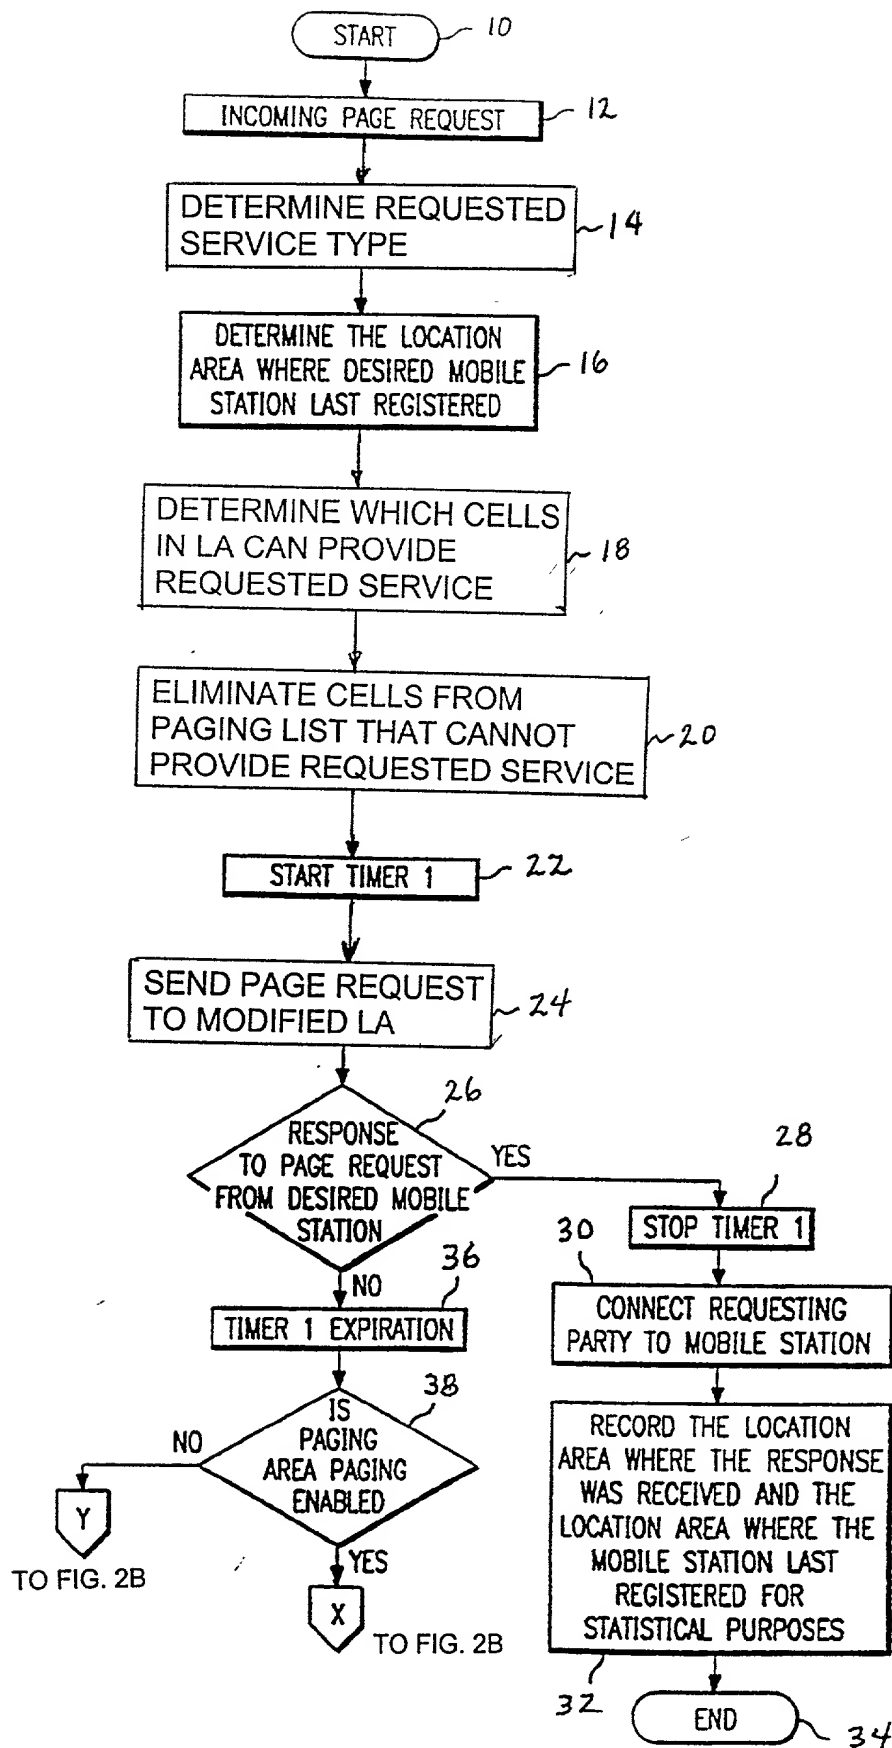 START
10
INCOMING PAGE REQUEST
12
DETERMINE REQUESTED
SERVICE TYPE
14
DETERMINE THE LOCATION
AREA WHERE DESIRED MOBILE
STATION LAST REGISTERED
16
DETERMINE WHICH CELLS
IN LA CAN PROVIDE
REQUESTED SERVICE
18
ELIMINATE CELLS FROM
PAGING LIST THAT CANNOT
PROVIDE REQUESTED SERVICE
20
START TIMER 1
22
SEND PAGE REQUEST
TO MODIFIED LA
24
26
RESPONSE
TO PAGE REQUEST
FROM DESIRED MOBILE
STATION
YES
28
STOP TIMER 1
30
CONNECT REQUESTING
PARTY TO MOBILE STATION
RECORD THE LOCATION
AREA WHERE THE RESPONSE
WAS RECEIVED AND THE
LOCATION AREA WHERE THE
MOBILE STATION LAST
REGISTERED FOR
STATISTICAL PURPOSES
32
END
34
NO
36
TIMER 1 EXPIRATION
38
IS
PAGING
AREA PAGING
ENABLED
NO
Y
TO FIG. 2B
YES
X
TO FIG. 2B